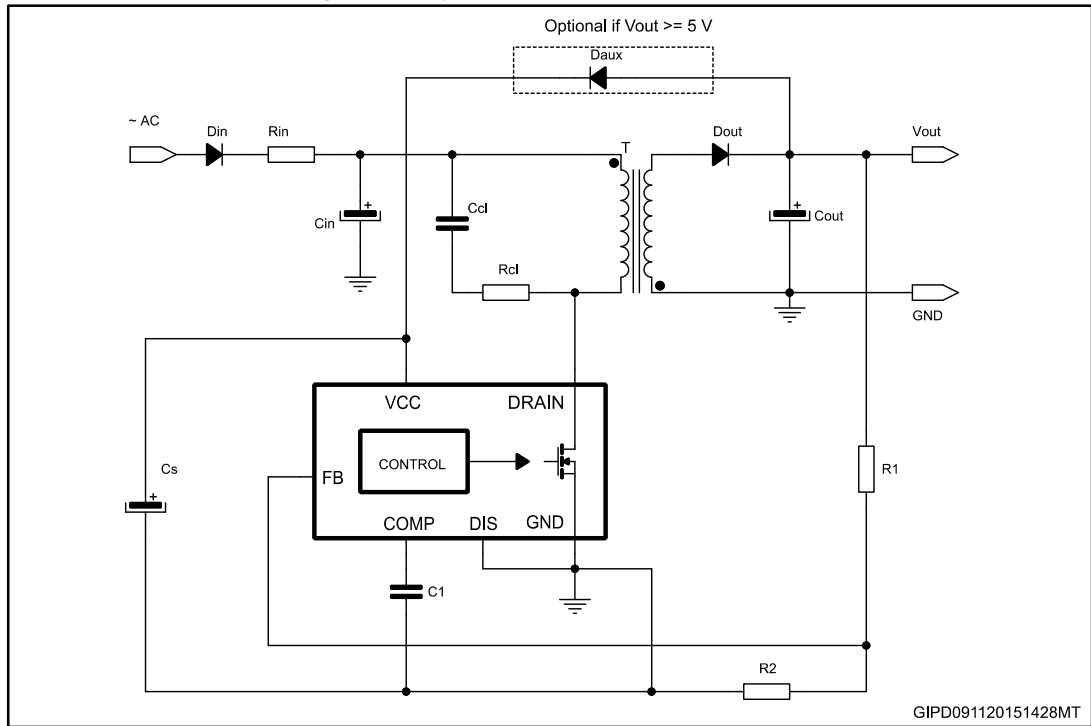 Optional if Vout >= 5 V
Daux
~ AC
Din
Rin
T
Dout
Vout
Ccl
Cin
+
Cout
+
Rcl
GND
VCC
DRAIN
Cs
+
CONTROL
FB
R1
COMP
DIS
GND
C1
R2
GIPD091120151428MT